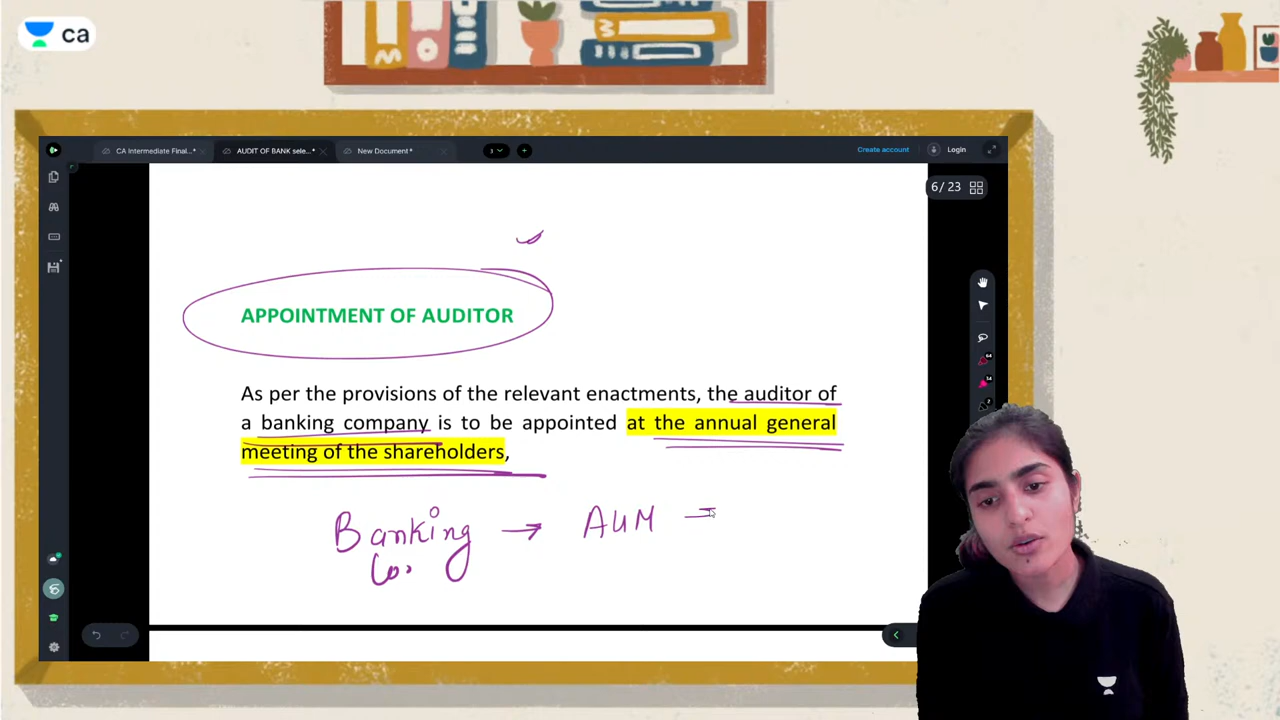 ca
CA Intermediate Final...*
AUDIT OF BANK sele...*
New Document*
3
Create account
Login
6/ 23
APPOINTMENT OF AUDITOR
As per the provisions of the relevant enactments, the auditor of
a banking company is to be appointed at the annual general
meeting of the shareholders,
Banking → AGM →
Co.